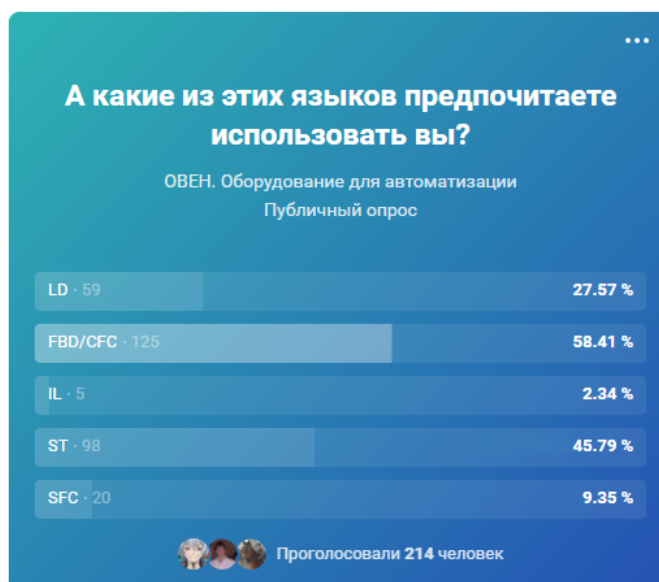 А какие из этих языков предпочитаете
использовать вы?
ОВЕН. Оборудование для автоматизации
Публичный опрос
LD · 59 27.57 %
FBD/CFC · 125 58.41 %
IL · 5 2.34 %
ST · 98 45.79 %
SFC · 20 9.35 %
Проголосовали 214 человек